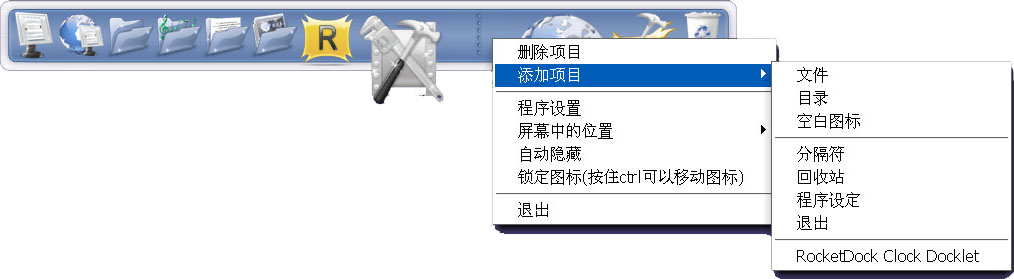 R
删除项目
添加项目
程序设置
屏幕中的位置
自动隐藏
锁定图标(按住ctrl可以移动图标)
退出
文件
目录
空白图标
分隔符
回收站
程序设定
退出
RocketDock Clock Docklet